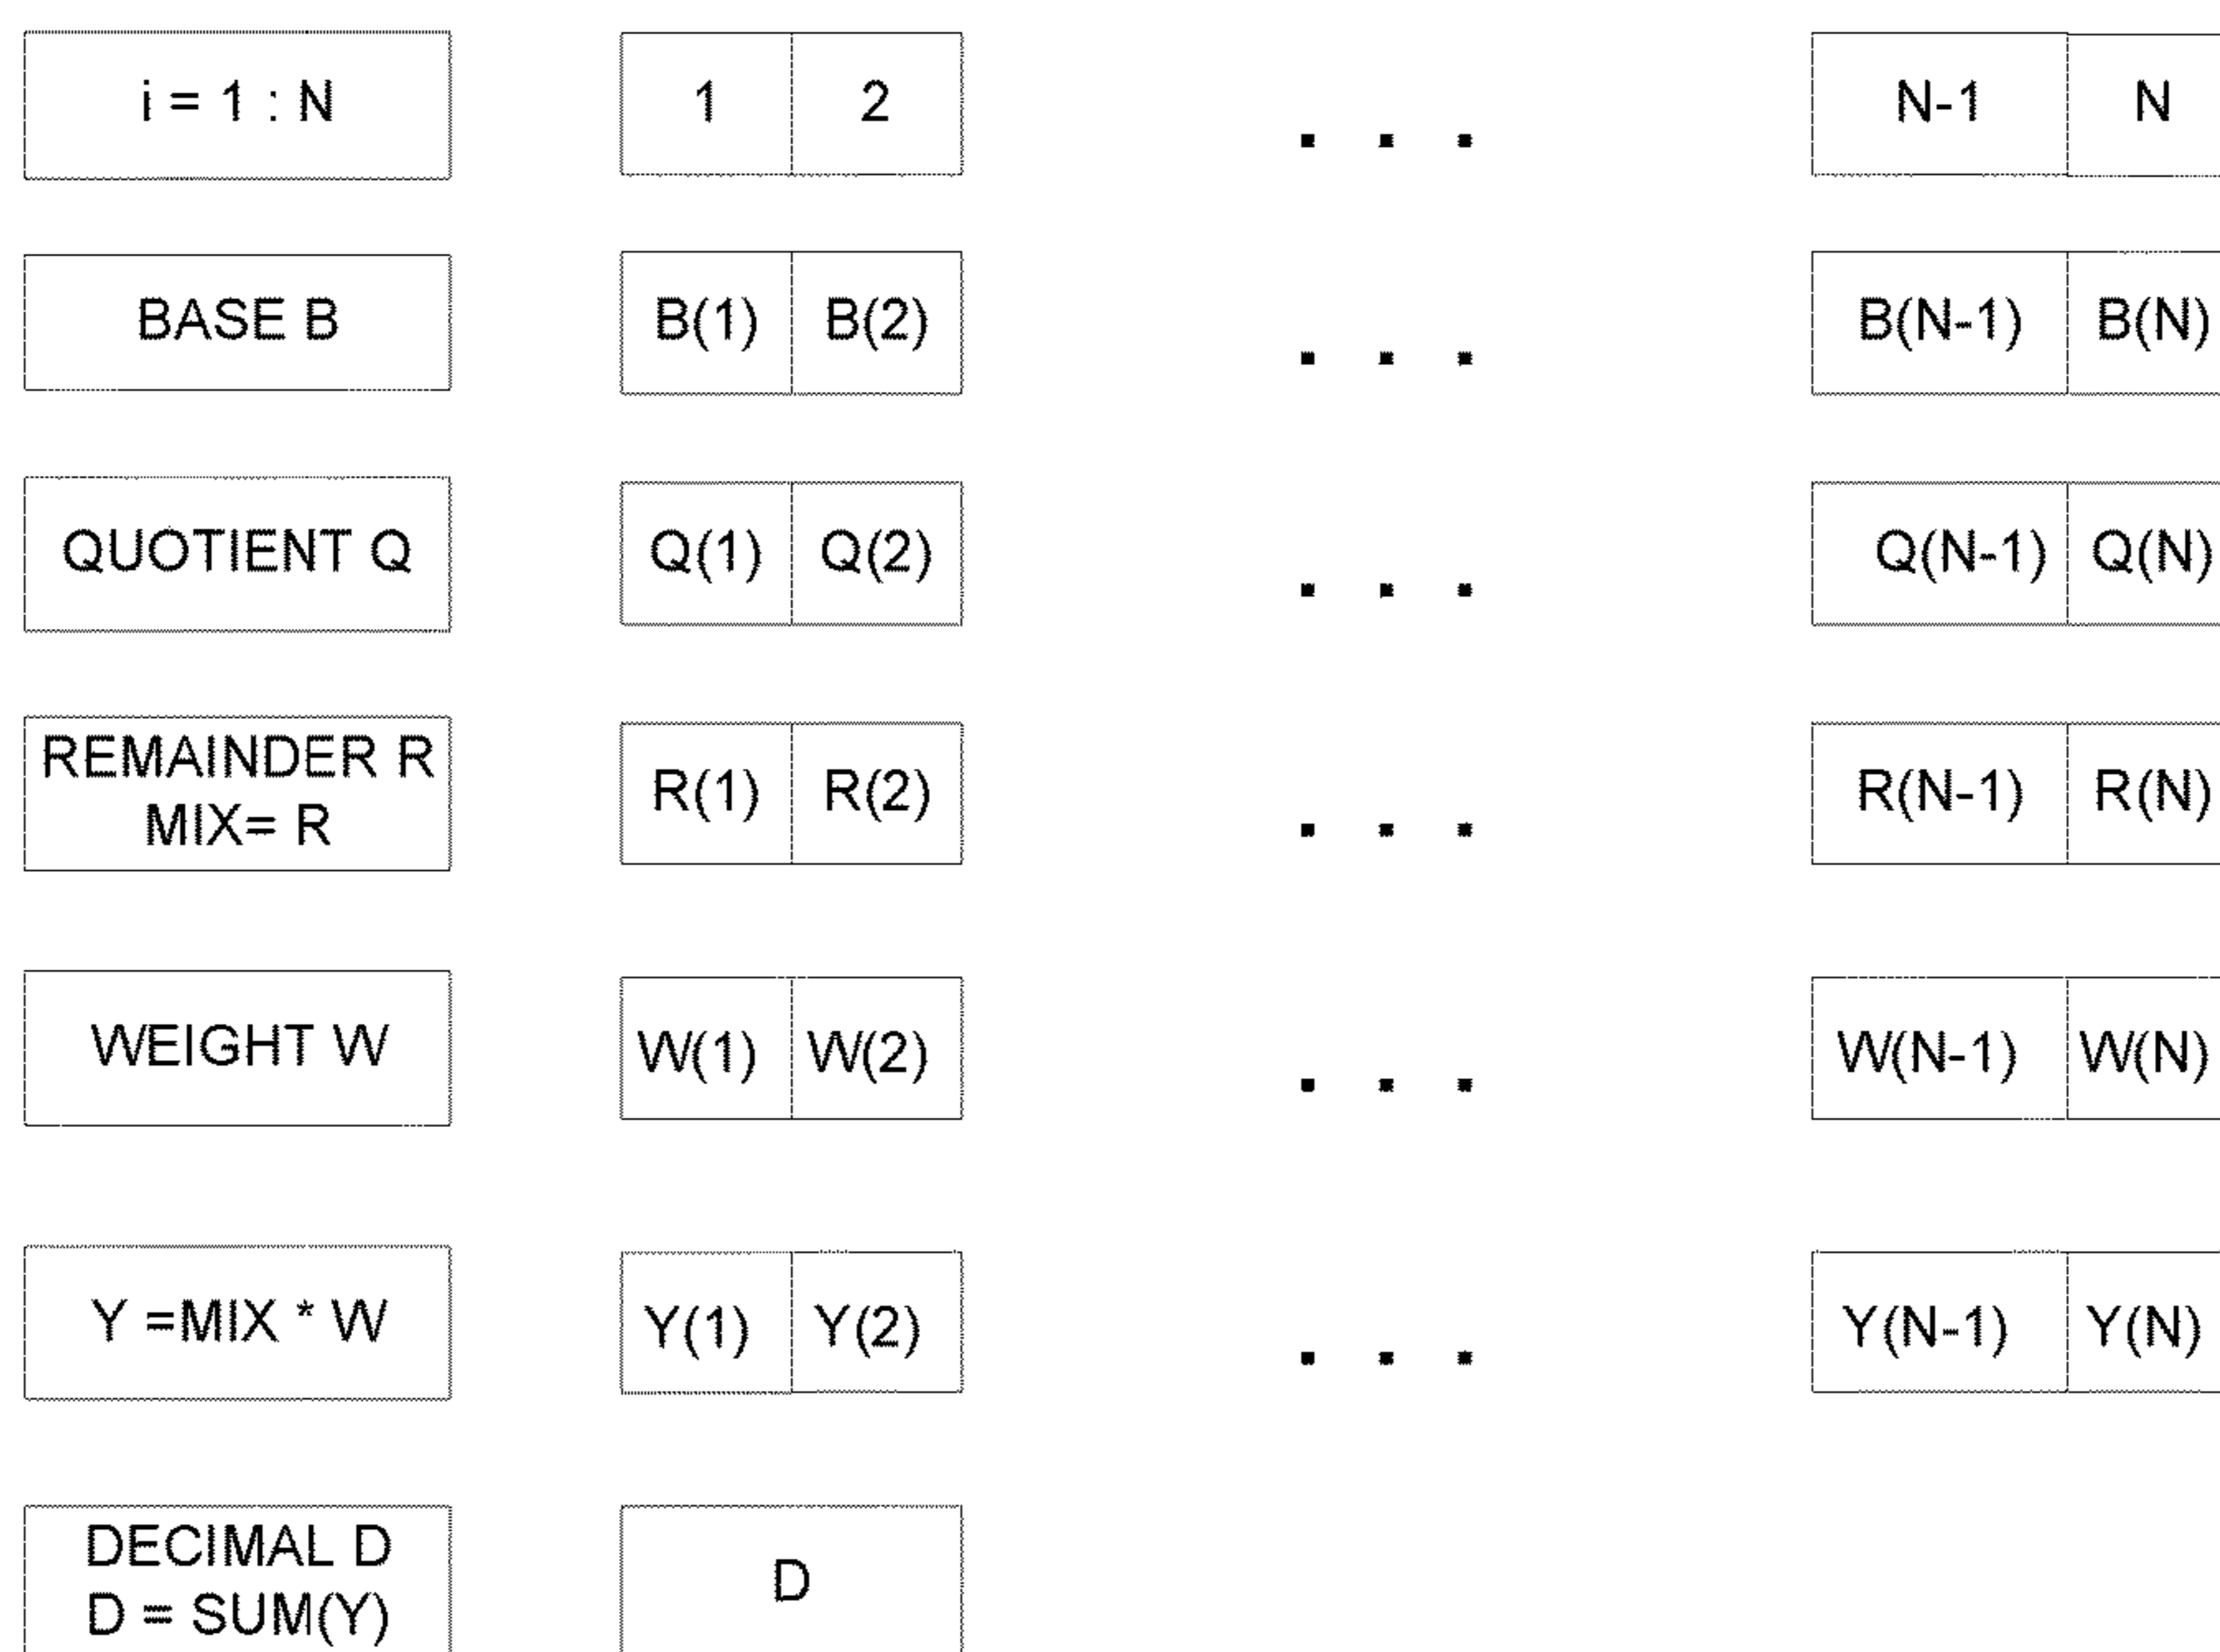 i = 1 : N 1 2 . . . N-1 N
BASE B B(1) B(2) . . . B(N-1) B(N)
QUOTIENT Q Q(1) Q(2) . . . Q(N-1) Q(N)
REMAINDER R
MIX= R R(1) R(2) . . . R(N-1) R(N)
WEIGHT W W(1) W(2) . . . W(N-1) W(N)
Y =MIX * W Y(1) Y(2) . . . Y(N-1) Y(N)
DECIMAL D
D = SUM(Y) D